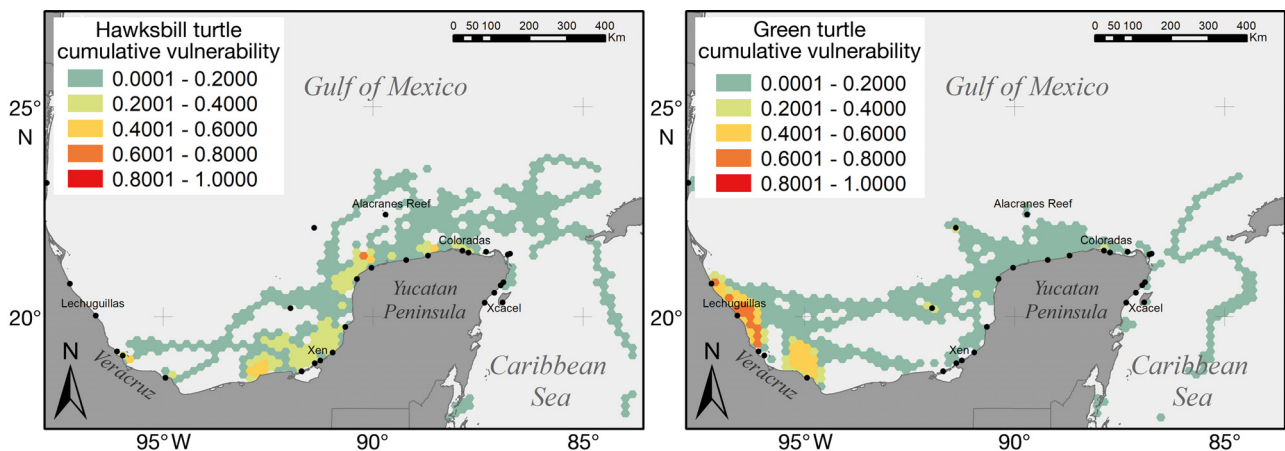 Hawksbill turtle
cumulative vulnerability
0.0001 - 0.2000
0.2001 - 0.4000
0.4001 - 0.6000
0.6001 - 0.8000
0.8001 - 1.0000
0 50 100 200 300 400
Km
Gulf of Mexico
25°
N
Alacranes Reef
Coloradas
Yucatan
Peninsula
Lechuguillas
20°
Xcacel
Xen
N
Veracruz
Caribbean
Sea
95°W
90°
85°
Green turtle
cumulative vulnerability
0.0001 - 0.2000
0.2001 - 0.4000
0.4001 - 0.6000
0.6001 - 0.8000
0.8001 - 1.0000
0 50 100 200 300 400
Km
Gulf of Mexico
25°
N
Alacranes Reef
Coloradas
Yucatan
Peninsula
Lechuguillas
20°
Xcacel
Xen
N
Veracruz
Caribbean
Sea
95°W
90°
85°